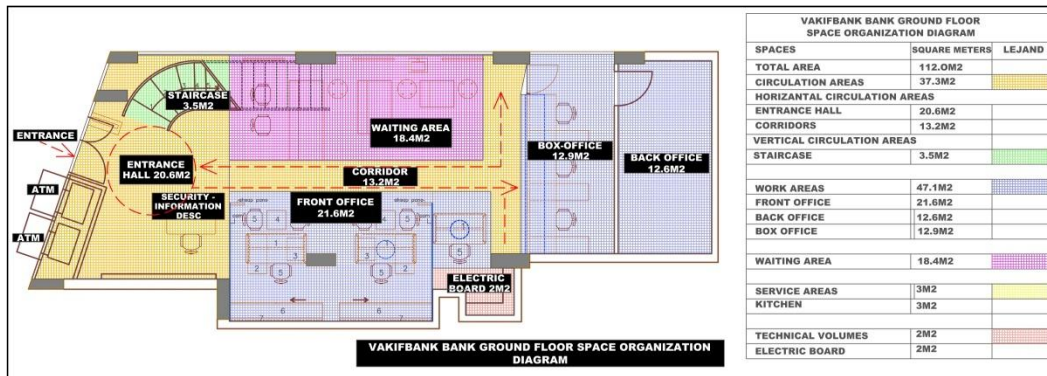 STAIRCASE
3.5M2
ENTRANCE
WAITING AREA
18.4M2
ENTRANCE
HALL 20.6M2
BOX-OFFICE
12.9M2
BACK OFFICE
12.6M2
CORRIDOR
13.2M2
ATM
SECURITY -
INFORMATION
DESC
FRONT OFFICE
21.6M2
ATM
ELECTRIC
BOARD 2M2
VAKIFBANK BANK GROUND FLOOR SPACE ORGANIZATION
DIAGRAM
VAKIFBANK BANK GROUND FLOOR
SPACE ORGANIZATION DIAGRAM
SPACES SQUARE METERS LEJAND
TOTAL AREA 112.OM2
CIRCULATION AREAS 37.3M2
HORIZANTAL CIRCULATION AREAS
ENTRANCE HALL 20.6M2
CORRIDORS 13.2M2
VERTICAL CIRCULATION AREAS
STAIRCASE 3.5M2
WORK AREAS 47.1M2
FRONT OFFICE 21.6M2
BACK OFFICE 12.6M2
BOX OFFICE 12.9M2
WAITING AREA 18.4M2
SERVICE AREAS 3M2
KITCHEN 3M2
TECHNICAL VOLUMES 2M2
ELECTRIC BOARD 2M2